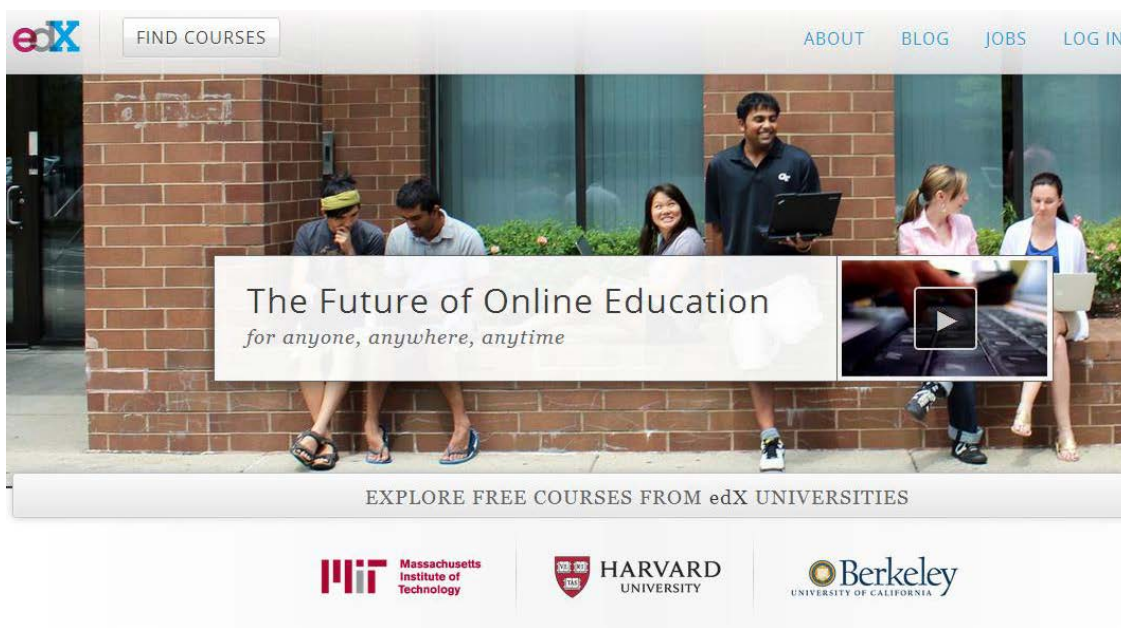 edX
FIND COURSES
ABOUT
BLOG
JOBS
LOG IN
The Future of Online Education
for anyone, anywhere, anytime
EXPLORE FREE COURSES FROM edX UNIVERSITIES
Massachusetts
Institute of
Technology
HARVARD
UNIVERSITY
Berkeley
UNIVERSITY OF CALIFORNIA